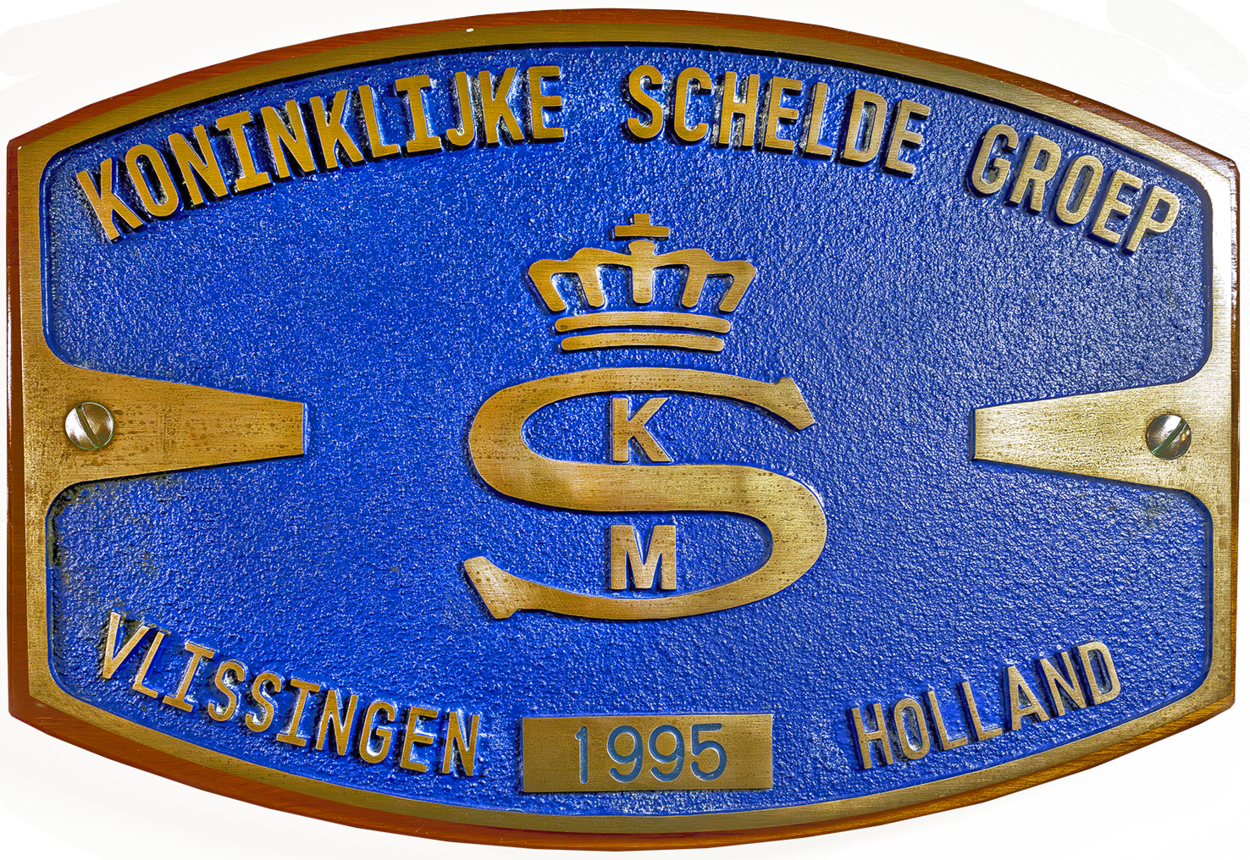 KONINKLIJKE SCHELDE GROEP
K
S
M
VLISSINGEN 1995 HOLLAND